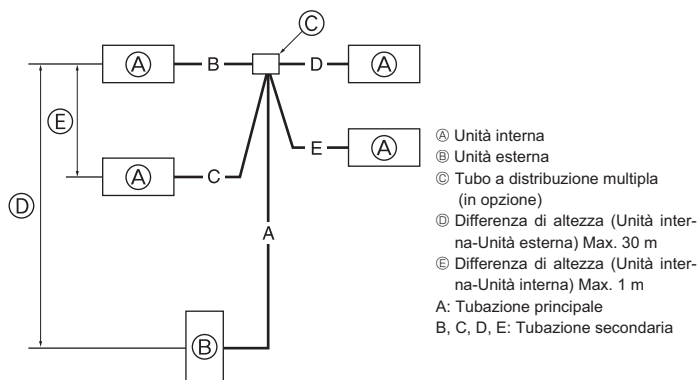 Ⓒ
Ⓐ B D Ⓐ
Ⓔ
Ⓐ C E Ⓐ
Ⓓ
A
Ⓑ
Ⓐ Unità interna
Ⓑ Unità esterna
Ⓒ Tubo a distribuzione multipla
(in opzione)
Ⓓ Differenza di altezza (Unità inter-
na-Unità esterna) Max. 30 m
Ⓔ Differenza di altezza (Unità inter-
na-Unità interna) Max. 1 m
A: Tubazione principale
B, C, D, E: Tubazione secondaria